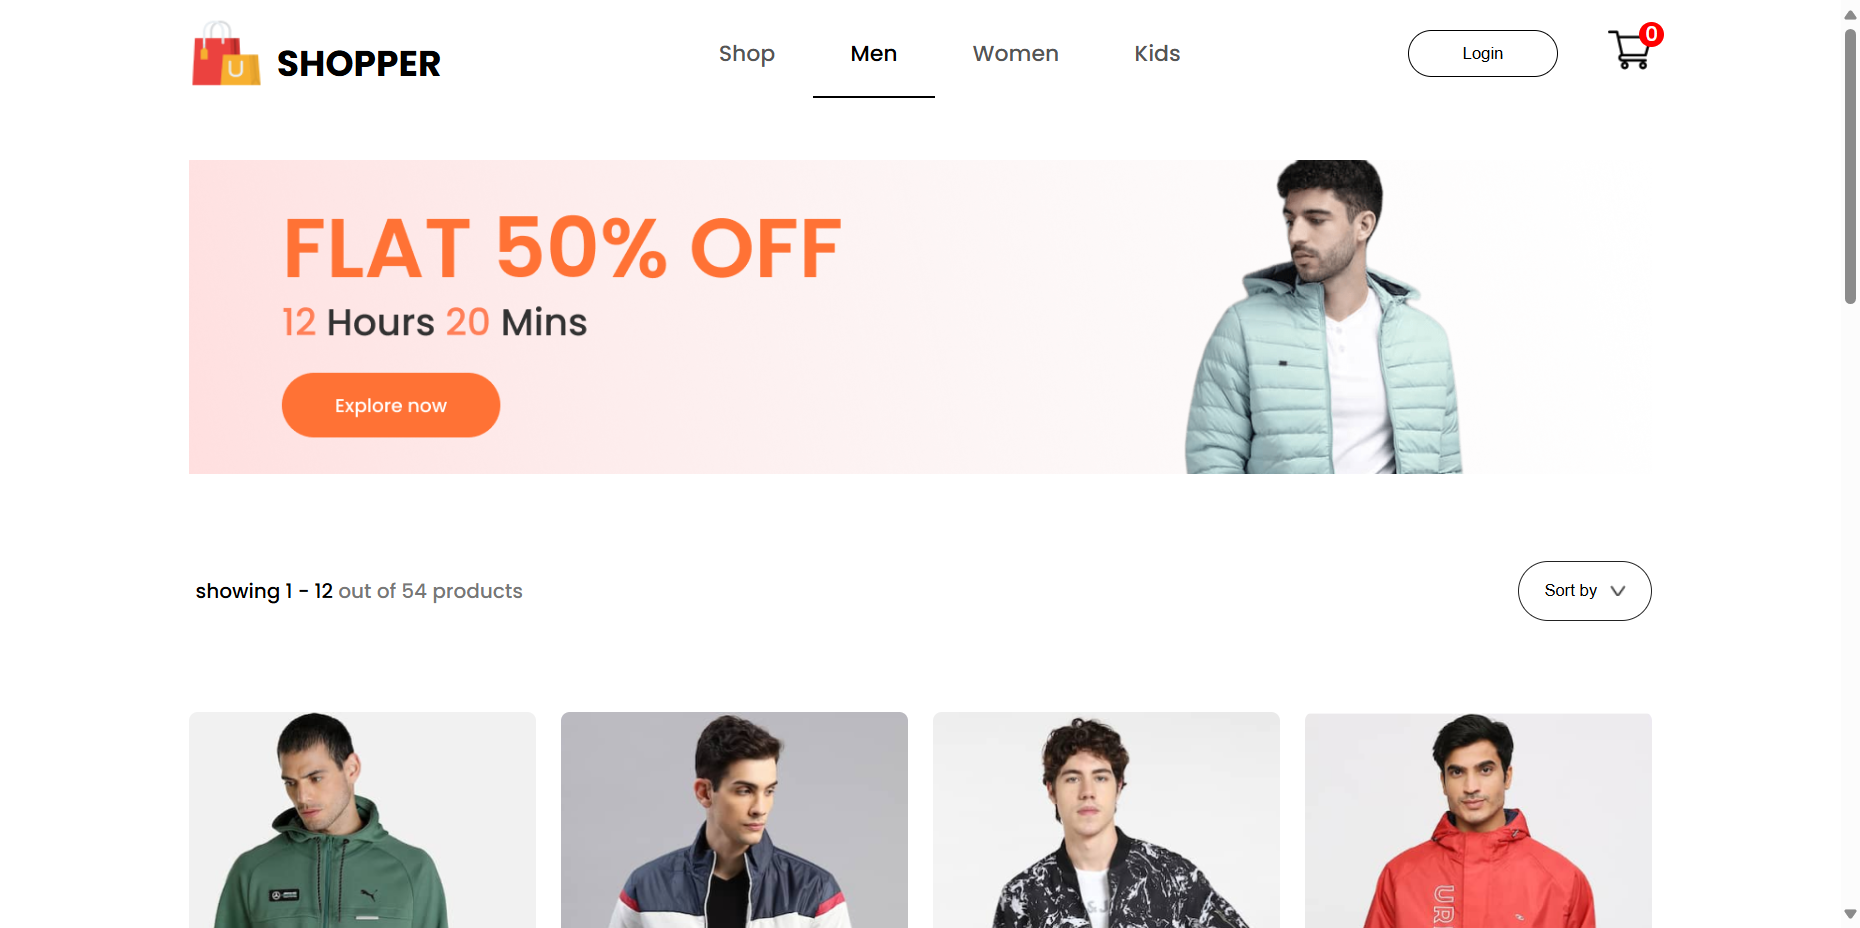 U
SHOPPER
Shop Men Women Kids
Login
0
FLAT 50% OFF
12 Hours 20 Mins
Explore now
showing 1 - 12 out of 54 products
Sort by